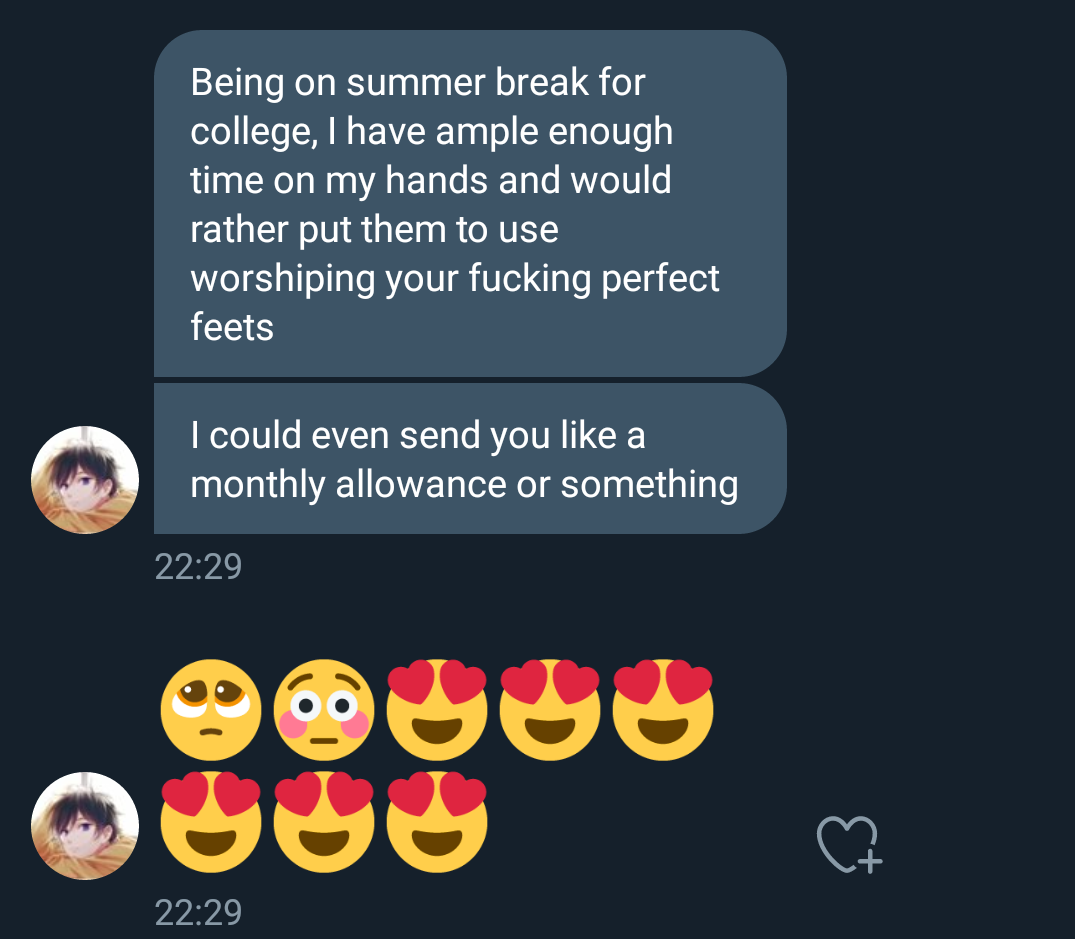 Being on summer break for
college, I have ample enough
time on my hands and would
rather put them to use
worshiping your fucking perfect
feets
I could even send you like a
monthly allowance or something
22:29
🥺😳😍😍😍
😍😍😍
22:29